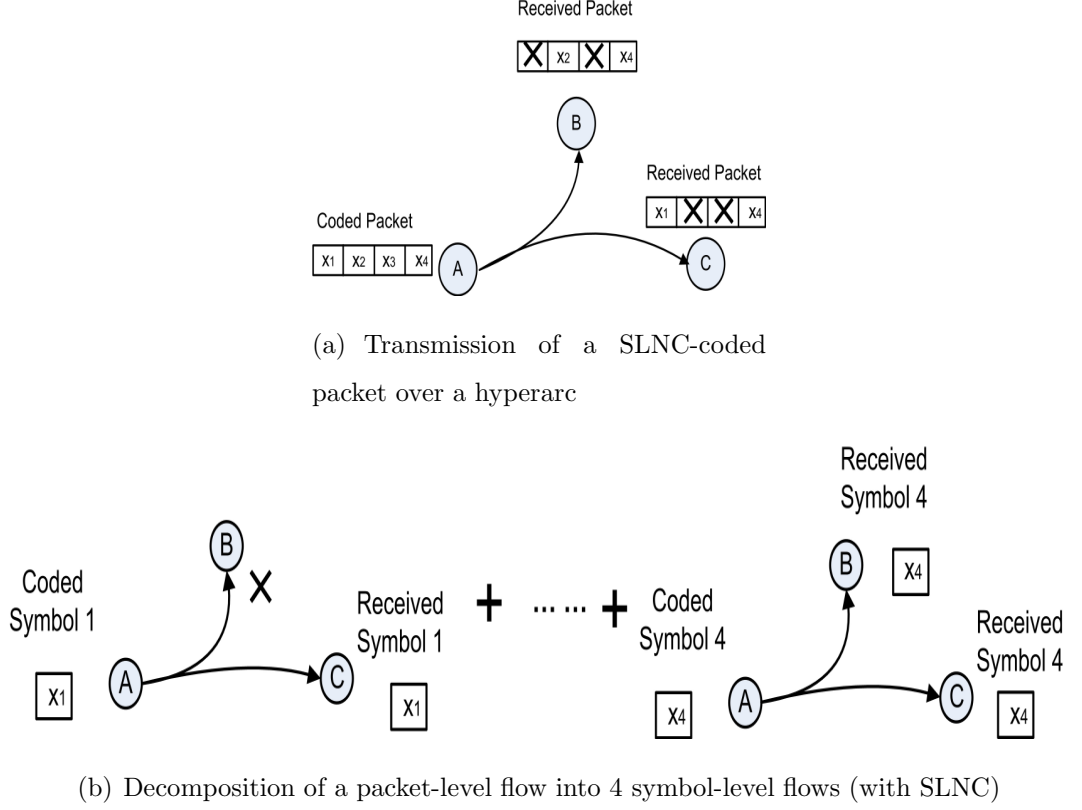 Received Packet
X x2 X x4
B
Received Packet
x1 X X x4
Coded Packet
x1 x2 x3 x4
A
C
(a) Transmission of a SLNC-coded
packet over a hyperarc
Received
Symbol 4
B
x4
B
X
Coded
Symbol 1
Received
Symbol 1
+ ...... +
Coded
Symbol 4
Received
Symbol 4
A
C
x1
x1
A
C
x4
x4
(b) Decomposition of a packet-level flow into 4 symbol-level flows (with SLNC)